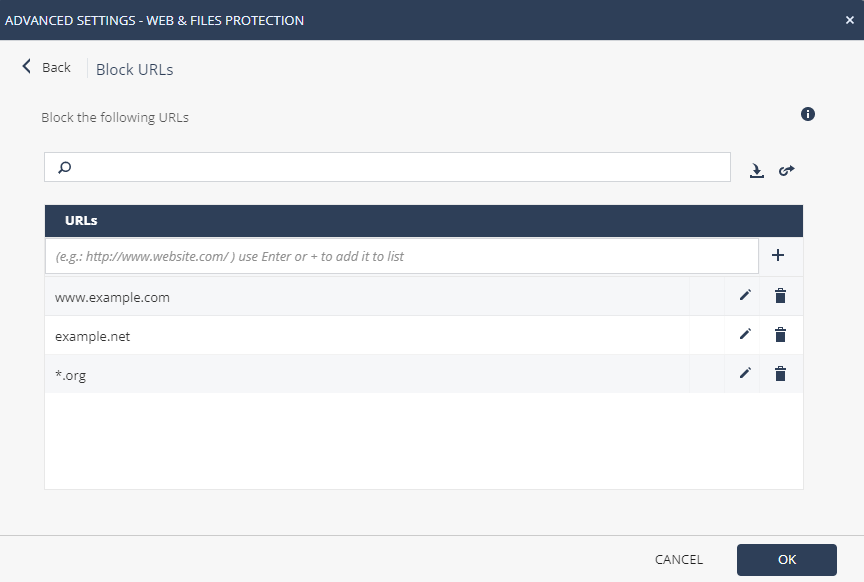 ADVANCED SETTINGS - WEB & FILES PROTECTION
Back
Block URLs
Block the following URLs
URLs
(e.g.: http://www.website.com/ ) use Enter or + to add it to list
www.example.com
example.net
*.org
CANCEL
OK